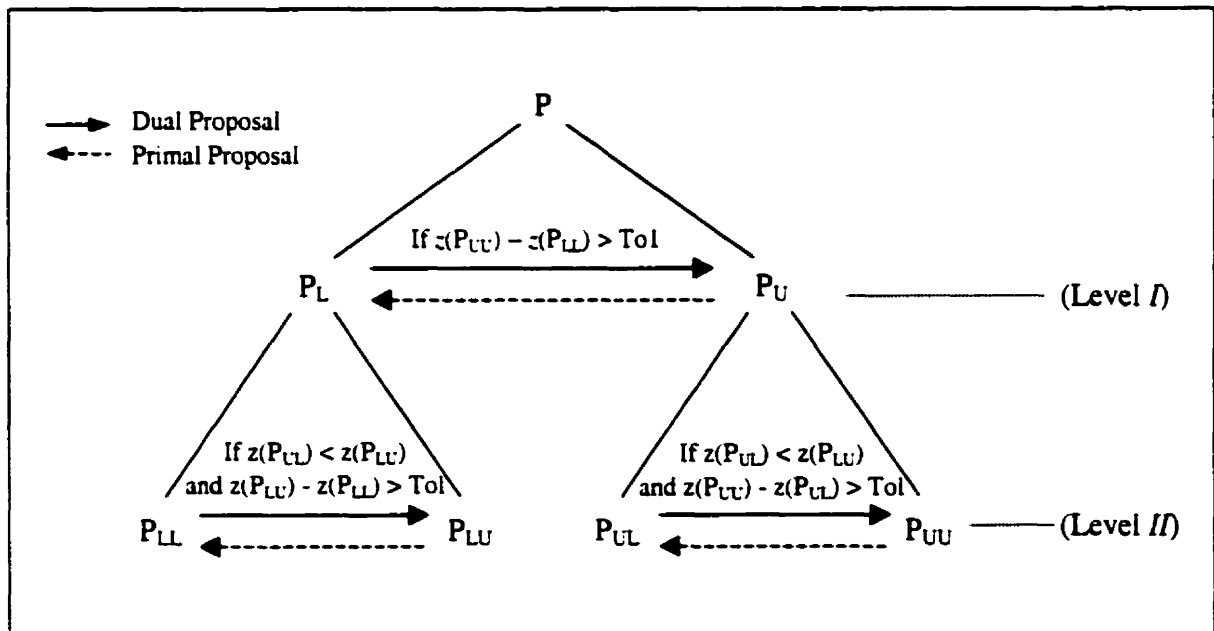 P
Dual Proposal
Primal Proposal
If z(P_UU) – z(P_LL) > Tol
P_L
P_U
(Level I)
If z(P_UL) < z(P_LU)
and z(P_LU) - z(P_LL) > Tol
If z(P_UL) < z(P_LU)
and z(P_UU) - z(P_UL) > Tol
P_LL
P_LU
P_UL
P_UU
(Level II)